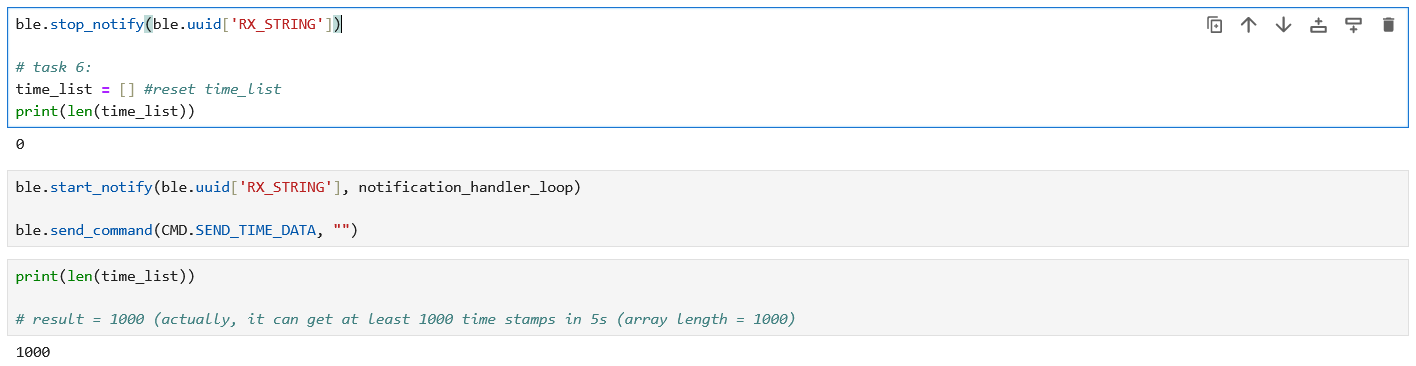 ble.stop_notify(ble.uuid['RX_STRING'])
# task 6:
time_list = [] #reset time_list
print(len(time_list))
0
ble.start_notify(ble.uuid['RX_STRING'], notification_handler_loop)
ble.send_command(CMD.SEND_TIME_DATA, "")
print(len(time_list))
# result = 1000 (actually, it can get at least 1000 time stamps in 5s (array length = 1000)
1000